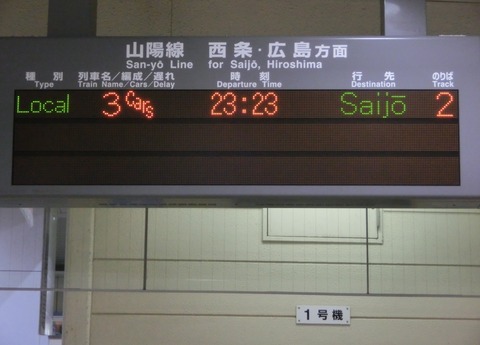 山陽線 西条・広島方面
San-yō Line for Saijō, Hiroshima
種別 列車名/編成/遅れ 時刻 行先 のりば
Type Train Name/Cars/Delay Departure Time Destination Track
Local 3Cars 23:23 Saijō 2
1号機